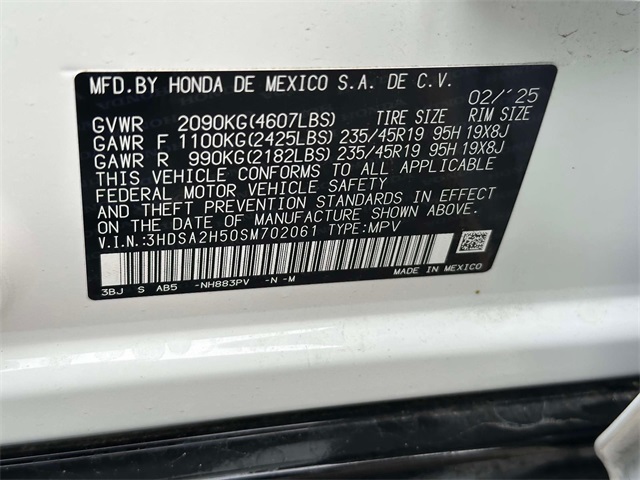 MFD. BY HONDA DE MEXICO S.A. DE C.V.
02/'25
GVWR 2090KG(4607LBS) TIRE SIZE RIM SIZE
GAWR F 1100KG(2425LBS) 235/45R19 95H 19X8J
GAWR R 990KG(2182LBS) 235/45R19 95H 19X8J
THIS VEHICLE CONFORMS TO ALL APPLICABLE
FEDERAL MOTOR VEHICLE SAFETY
AND THEFT PREVENTION STANDARDS IN EFFECT
ON THE DATE OF MANUFACTURE SHOWN ABOVE.
V.I.N.:3HDSA2H50SM702061 TYPE:MPV
MADE IN MEXICO
3BJ S AB5 -NH883PV -N -M